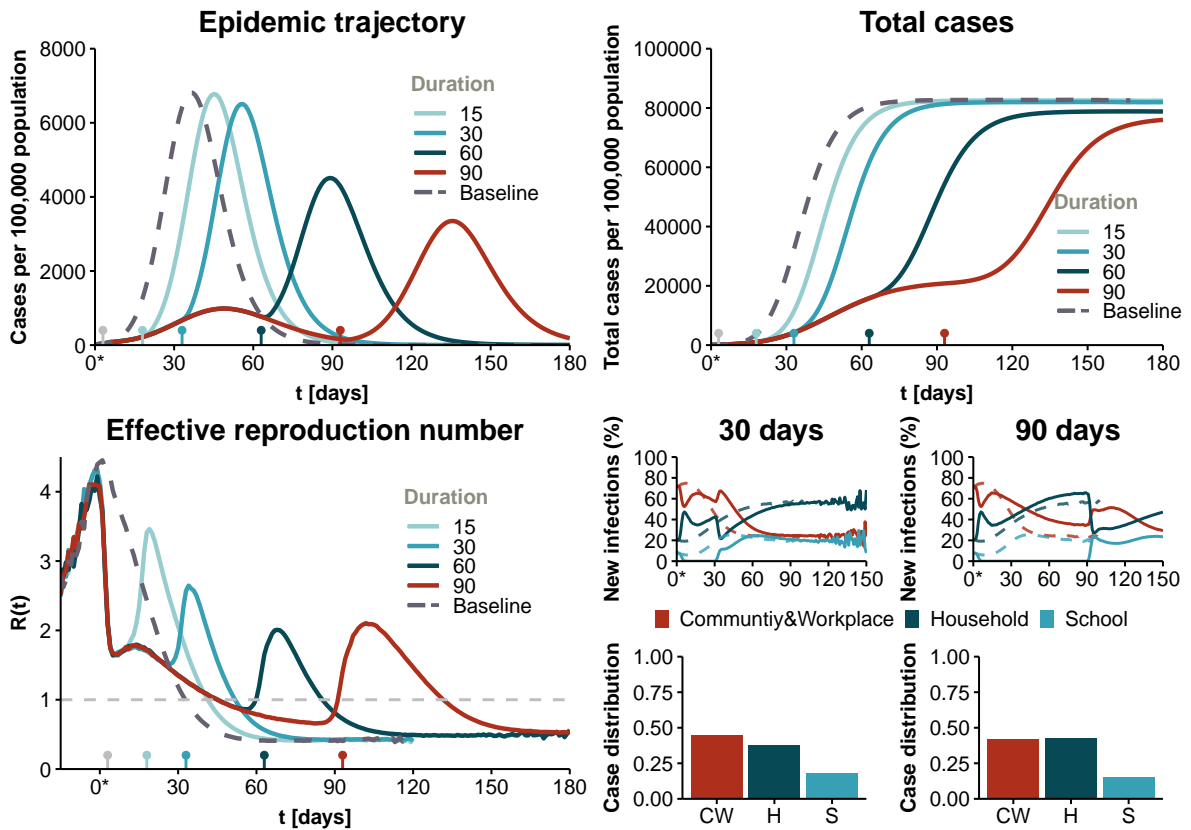 Epidemic trajectory
Cases per 100,000 population
8000
6000
4000
2000
0
Duration
15
30
60
90
Baseline
0* 30 60 90 120 150 180
t [days]
Total cases
Total cases per 100,000 population
100000
80000
60000
40000
20000
0
Duration
15
30
60
90
Baseline
0* 30 60 90 120 150 180
t [days]
Effective reproduction number
R(t)
4
3
2
1
0
Duration
15
30
60
90
Baseline
0* 30 60 90 120 150 180
t [days]
30 days
New infections (%)
100
80
60
40
20
0
0* 30 60 90 120 150
90 days
New infections (%)
100
80
60
40
20
0
0* 30 60 90 120 150
Communtiy&Workplace Household School
Case distribution
1.00
0.75
0.50
0.25
0.00
CW H S
Case distribution
1.00
0.75
0.50
0.25
0.00
CW H S